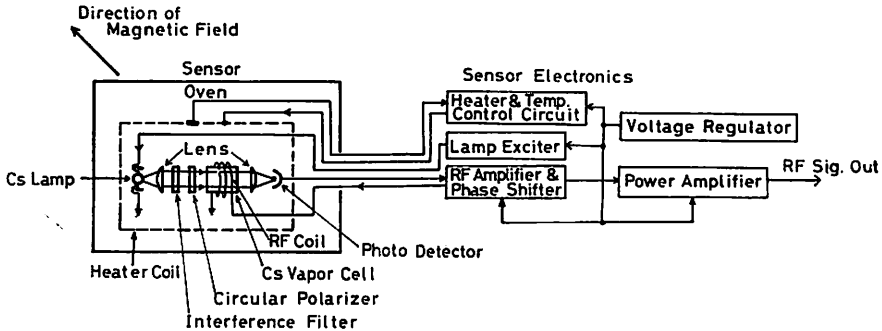 Direction of
Magnetic Field
Sensor
Oven
Sensor Electronics
Heater & Temp.
Control Circuit
Voltage Regulator
Lens
Lamp Exciter
Cs Lamp
RF Amplifier &
Phase Shifter
Power Amplifier
RF Sig. Out
RF Coil
Photo Detector
Heater Coil
Cs Vapor Cell
Circular Polarizer
Interference Filter